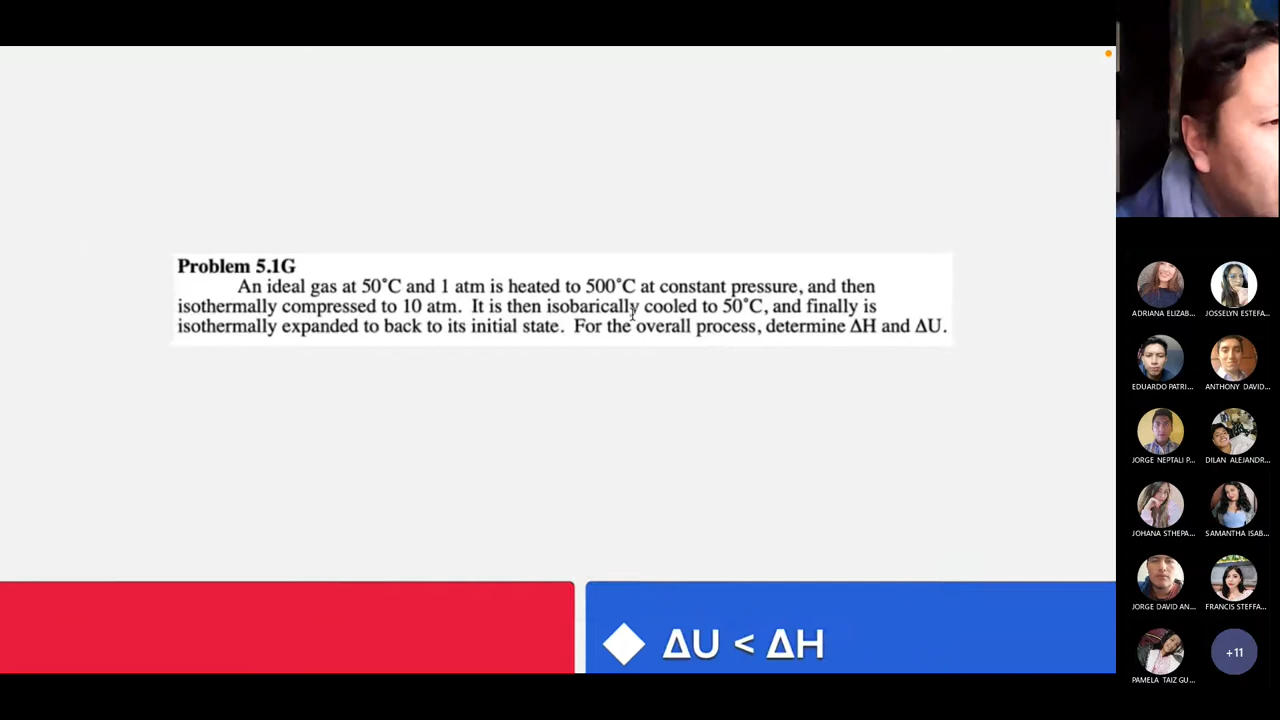 Problem 5.1G
An ideal gas at 50°C and 1 atm is heated to 500°C at constant pressure, and then
isothermally compressed to 10 atm. It is then isobarically cooled to 50°C, and finally is
isothermally expanded to back to its initial state. For the overall process, determine ΔH and ΔU.
ΔU < ΔH
ADRIANA ELIZAB...
JOSSELYN ESTEFA...
EDUARDO PATRI...
ANTHONY DAVID...
JORGE NEPTALI P...
DILAN ALEJANDR...
JOHANA STHEPA...
SAMANTHA ISAB...
JORGE DAVID AN...
FRANCIS STEFFA...
+11
PAMELA TAIZ GU...